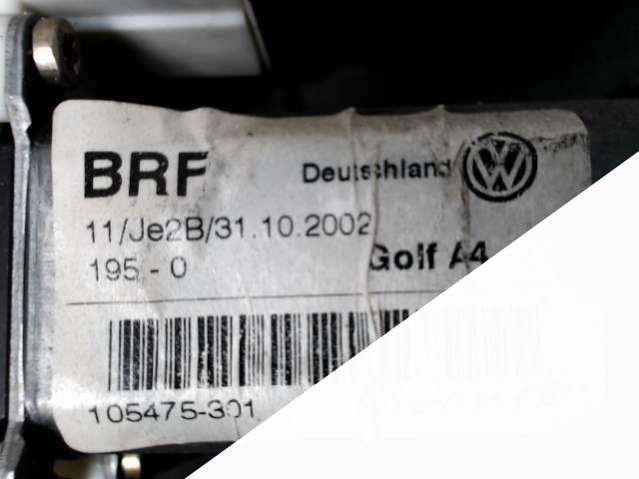 BRF Deutschland
11/Je2B/31.10.2002
195 - 0 Golf A4
105475-301